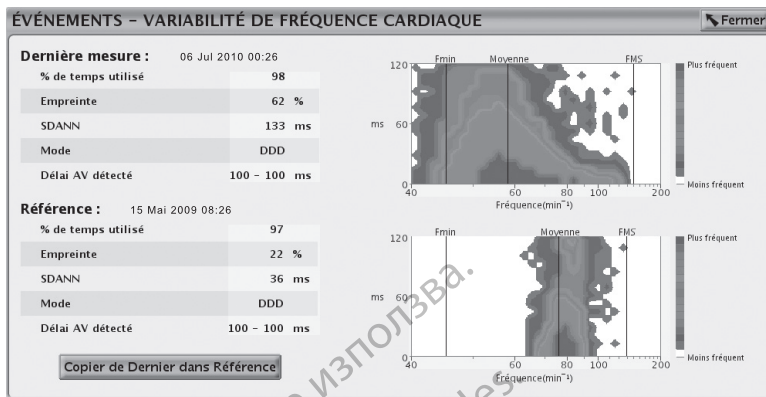 ÉVÉNEMENTS – VARIABILITÉ DE FRÉQUENCE CARDIAQUE
Fermer
Dernière mesure : 06 Jul 2010 00:26
% de temps utilisé 98
Empreinte 62 %
SDANN 133 ms
Mode DDD
Délai AV détecté 100 - 100 ms
Référence : 15 Mai 2009 08:26
% de temps utilisé 97
Empreinte 22 %
SDANN 36 ms
Mode DDD
Délai AV détecté 100 - 100 ms
Copier de Dernier dans Référence
Fmin Moyenne FMS
120
ms 60
0
40 60 80 100 200
Fréquence(min⁻¹)
Plus fréquent
Moins fréquent
Fmin Moyenne FMS
120
ms 60
0
40 60 80 100 200
Fréquence(min⁻¹)
Plus fréquent
Moins fréquent
използва.